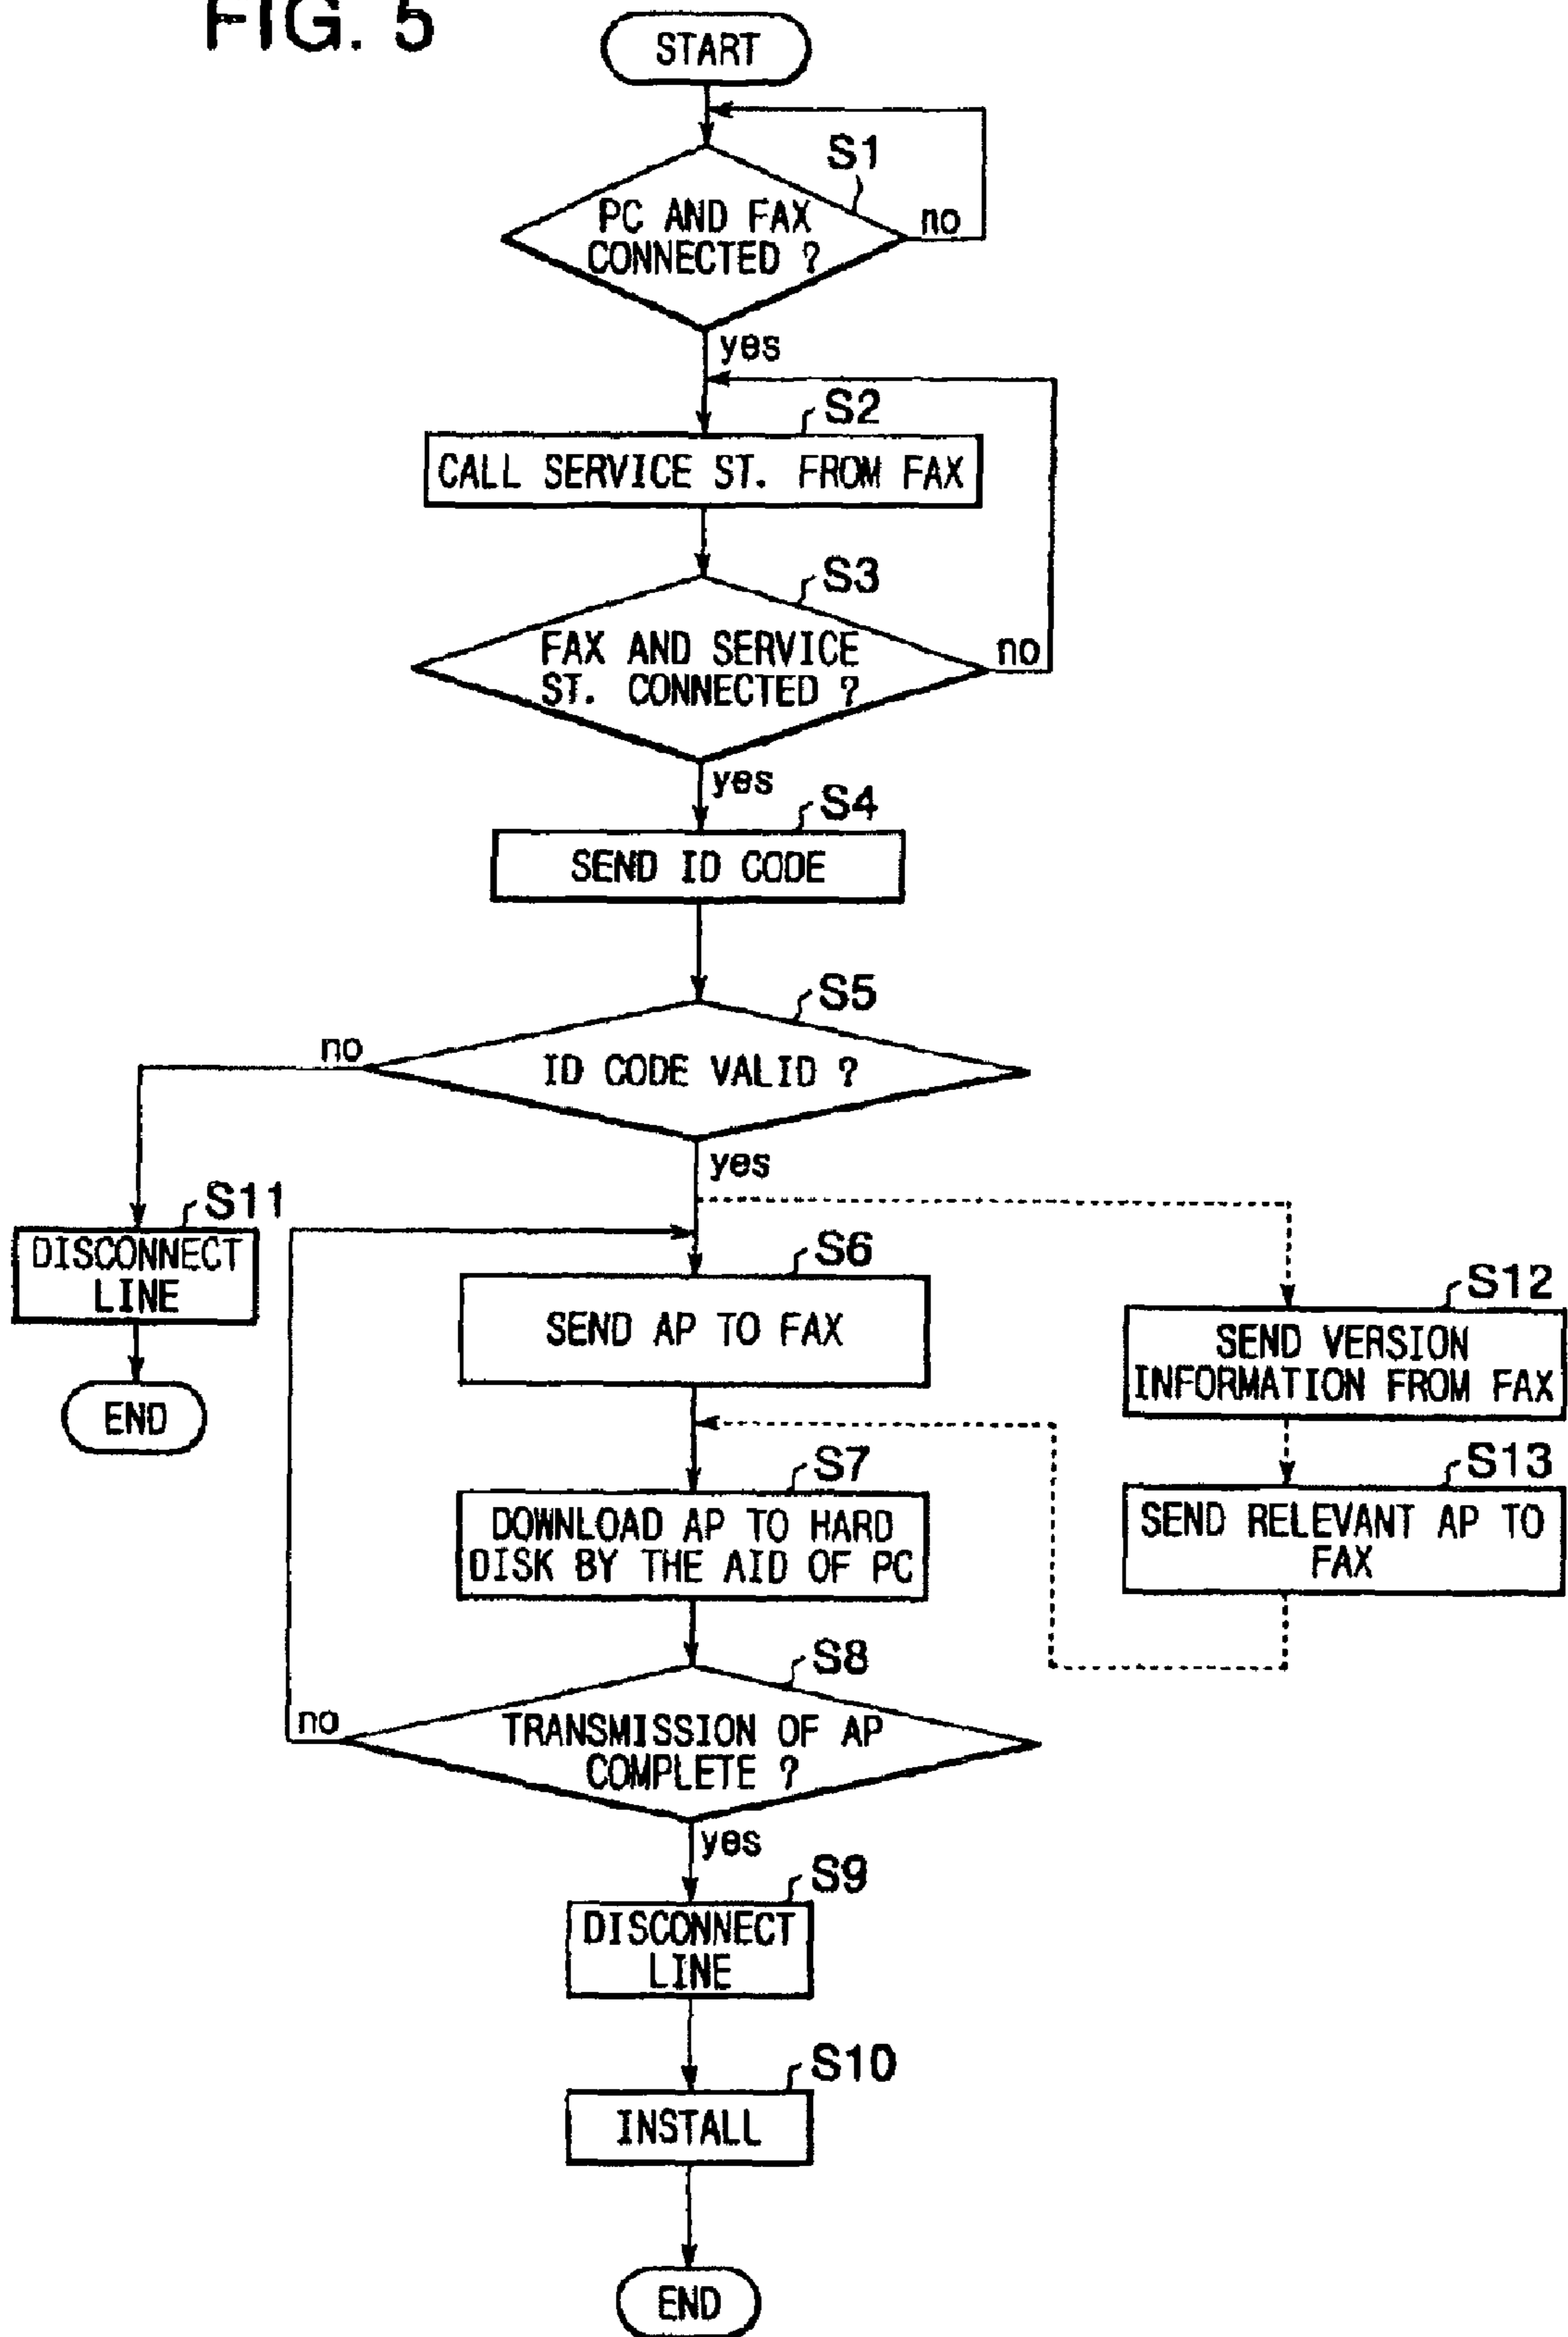 FIG. 5
START
S1
PC AND FAX
CONNECTED ?
no
yes
S2
CALL SERVICE ST. FROM FAX
S3
FAX AND SERVICE
ST. CONNECTED ?
no
yes
S4
SEND ID CODE
S5
no
ID CODE VALID ?
yes
S11
DISCONNECT
LINE
END
S6
SEND AP TO FAX
S12
SEND VERSION
INFORMATION FROM FAX
S7
DOWNLOAD AP TO HARD
DISK BY THE AID OF PC
S13
SEND RELEVANT AP TO
FAX
S8
no
TRANSMISSION OF AP
COMPLETE ?
yes
S9
DISCONNECT
LINE
S10
INSTALL
END